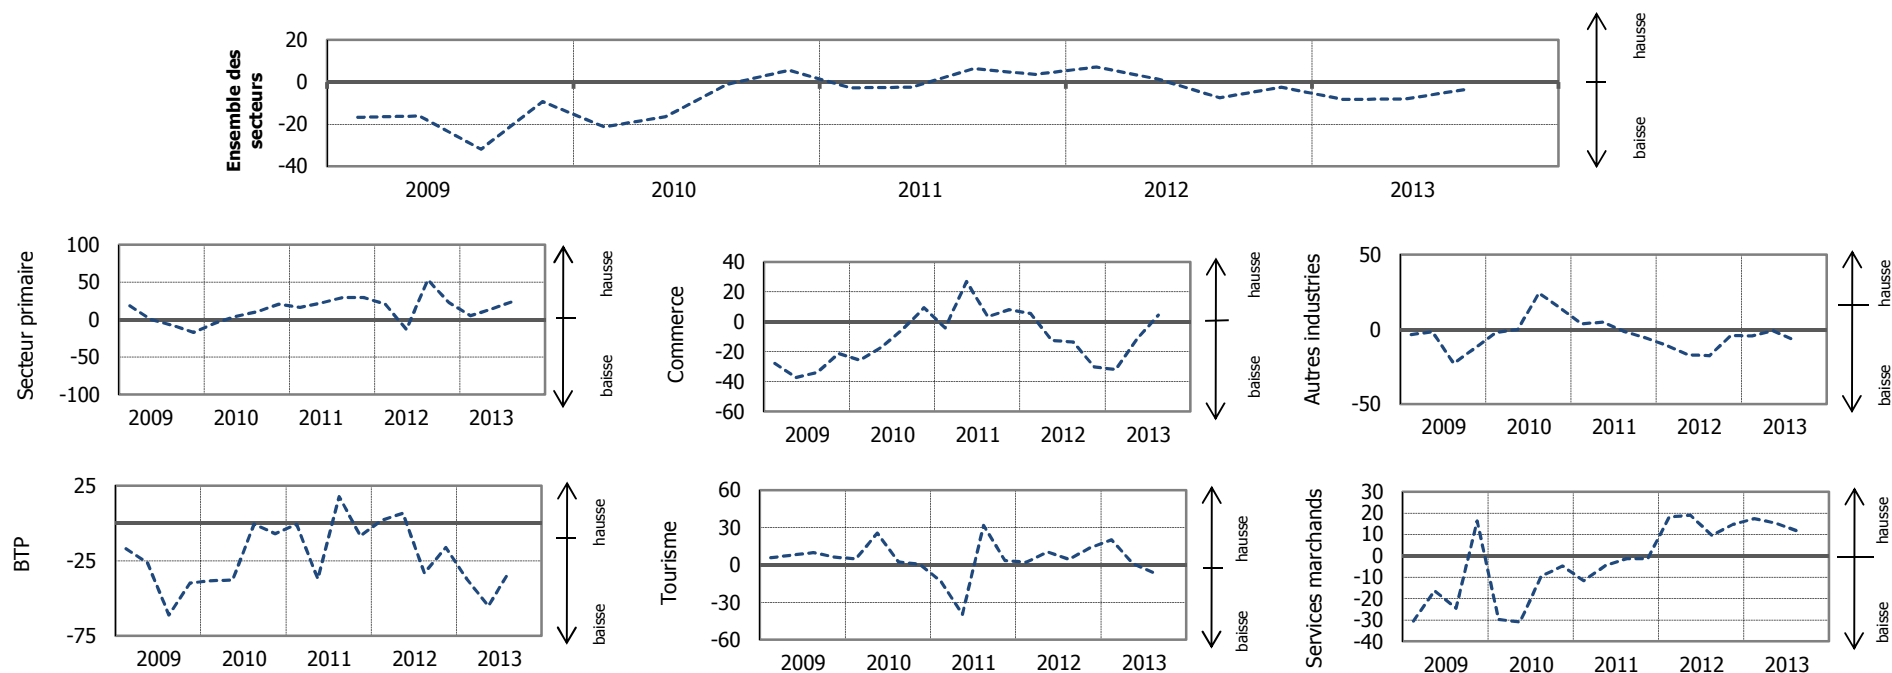 Ensemble des
secteurs
20
0
-20
-40
2009 2010 2011 2012 2013
hausse
baisse
Secteur primaire
100
50
0
-50
-100
2009 2010 2011 2012 2013
hausse
baisse
Commerce
40
20
0
-20
-40
-60
2009 2010 2011 2012 2013
hausse
baisse
Autres industries
50
0
-50
2009 2010 2011 2012 2013
hausse
baisse
BTP
25
-25
-75
2009 2010 2011 2012 2013
hausse
baisse
Tourisme
60
30
0
-30
-60
2009 2010 2011 2012 2013
hausse
baisse
Services marchands
30
20
10
0
-10
-20
-30
-40
2009 2010 2011 2012 2013
hausse
baisse